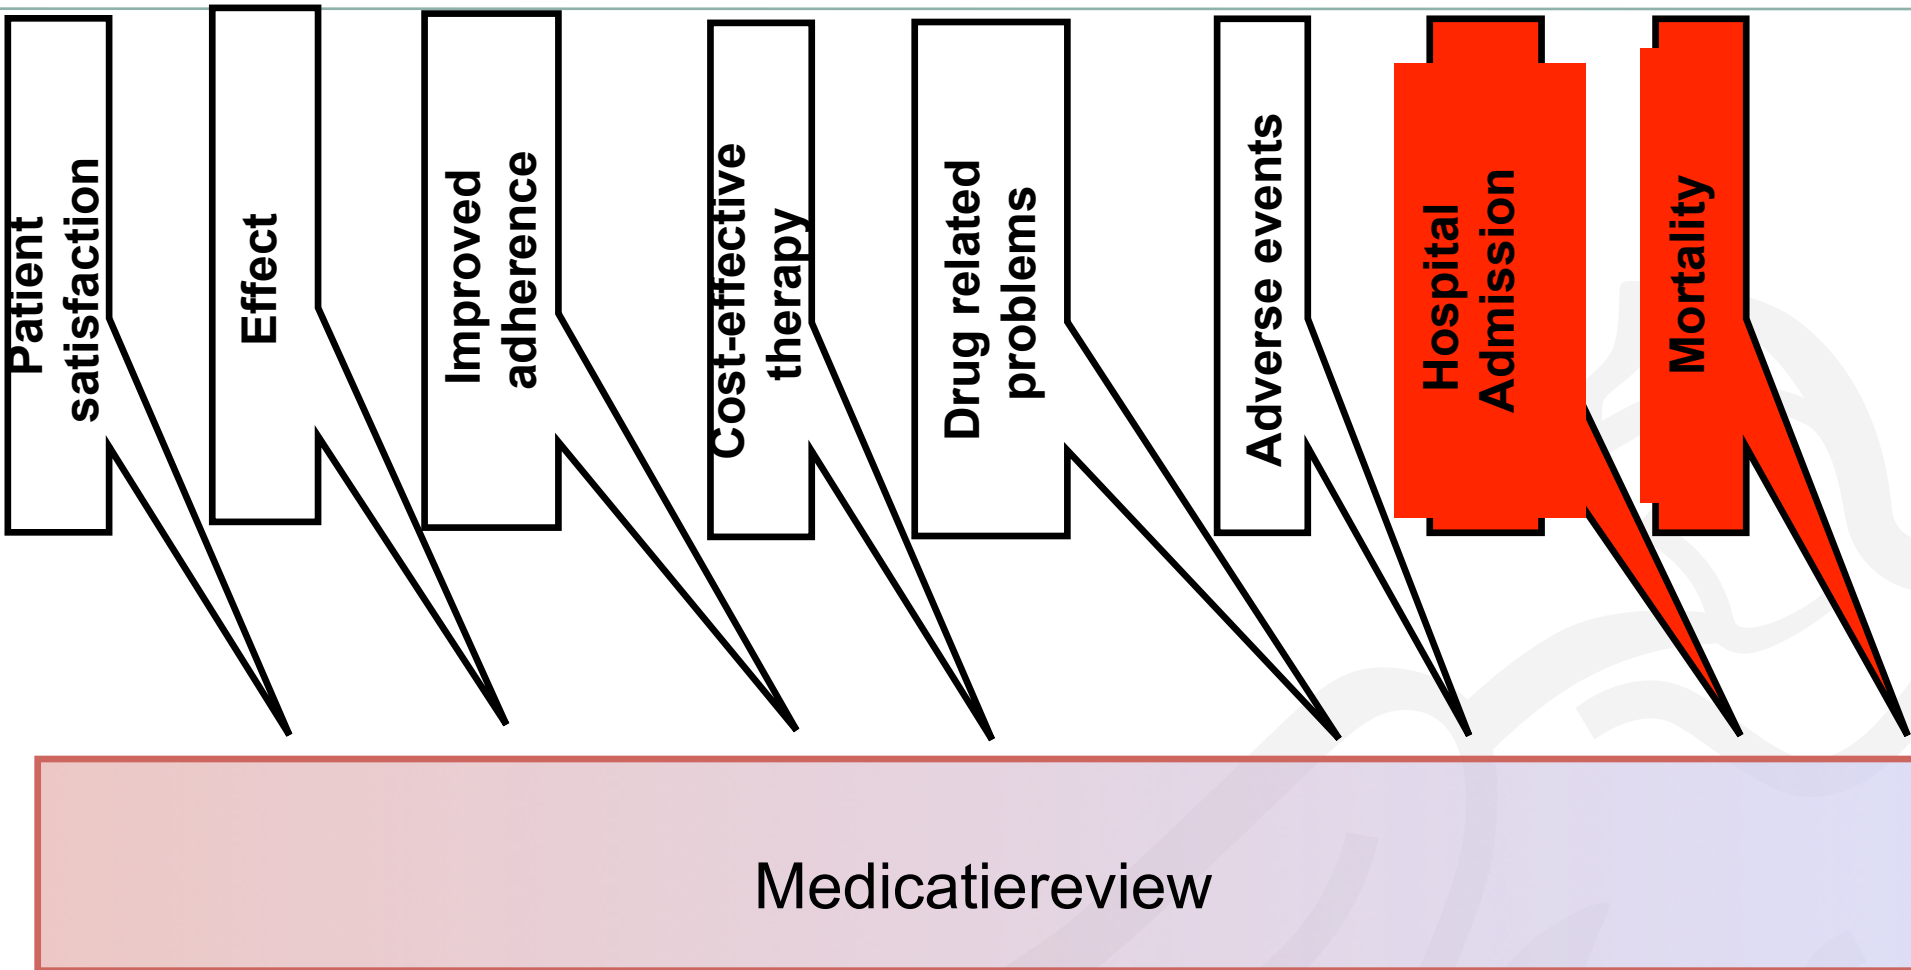 Patient
satisfaction
Effect
Improved
adherence
Cost-effective
therapy
Drug related
problems
Adverse events
Hospital
Admission
Mortality
Medicatiereview